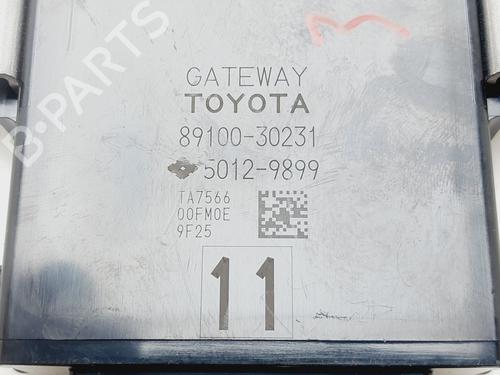 B-PARTS
GATEWAY
TOYOTA
89100-30231
5012-9899
TA7566
00FM0E
9F25
11